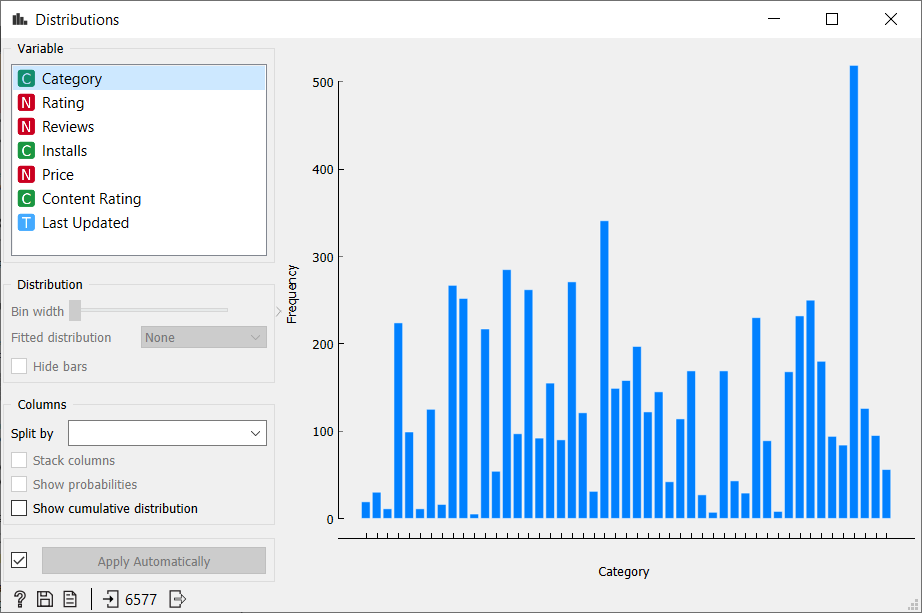 Distributions
Variable
C Category
N Rating
N Reviews
C Installs
N Price
C Content Rating
T Last Updated
Distribution
Bin width
Fitted distribution None
Hide bars
Columns
Split by
Stack columns
Show probabilities
Show cumulative distribution
Apply Automatically
? 6577
500
400
300
200
100
0
Frequency
Category